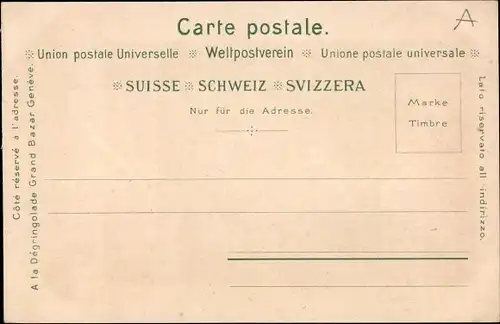 A
Carte postale.
Union postale Universelle Weltpostverein Unione postale universale
SUISSE SCHWEIZ SVIZZERA
Nur für die Adresse.
Marke
Timbre
Côté réservé à l'adresse.
A la Dégringolade Grand Bazar Genève.
Lato riservato all indirizzo.